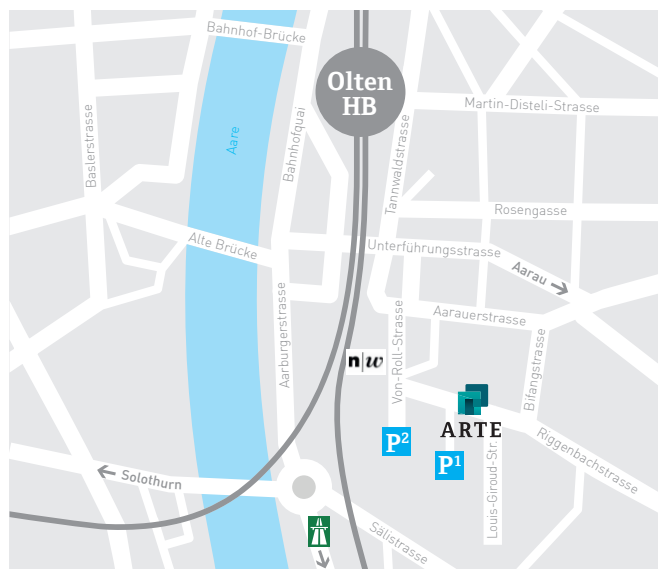 Bahnhof-Brücke
Olten
HB
Martin-Disteli-Strasse
Baslerstrasse
Aare
Bahnhofquai
Tannwaldstrasse
Rosengasse
Alte Brücke
Unterführungsstrasse
Aarau
Aarburgerstrasse
Von-Roll-Strasse
Aarauerstrasse
Bifangstrasse
n|w
ARTE
P²
P¹
Louis-Giroud-Str.
Riggenbachstrasse
Solothurn
Sälistrasse